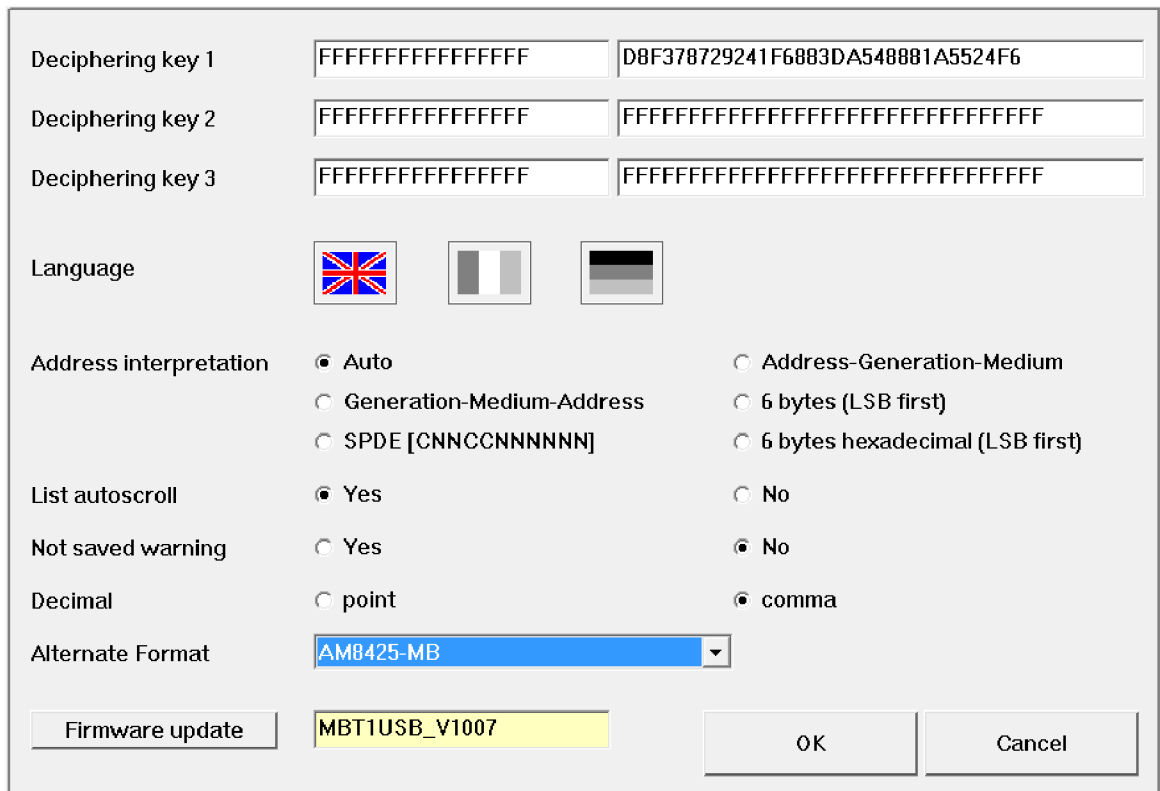 Deciphering key 1 FFFFFFFFFFFFFFFF D8F378729241F6883DA548881A5524F6
Deciphering key 2 FFFFFFFFFFFFFFFF FFFFFFFFFFFFFFFFFFFFFFFFFFFFFFFF
Deciphering key 3 FFFFFFFFFFFFFFFF FFFFFFFFFFFFFFFFFFFFFFFFFFFFFFFF
Language
Address interpretation Auto Address-Generation-Medium
Generation-Medium-Address 6 bytes (LSB first)
SPDE [CNNCCNNNNNN] 6 bytes hexadecimal (LSB first)
List autoscroll Yes No
Not saved warning Yes No
Decimal point comma
Alternate Format AM8425-MB
Firmware update MBT1USB_V1007 OK Cancel